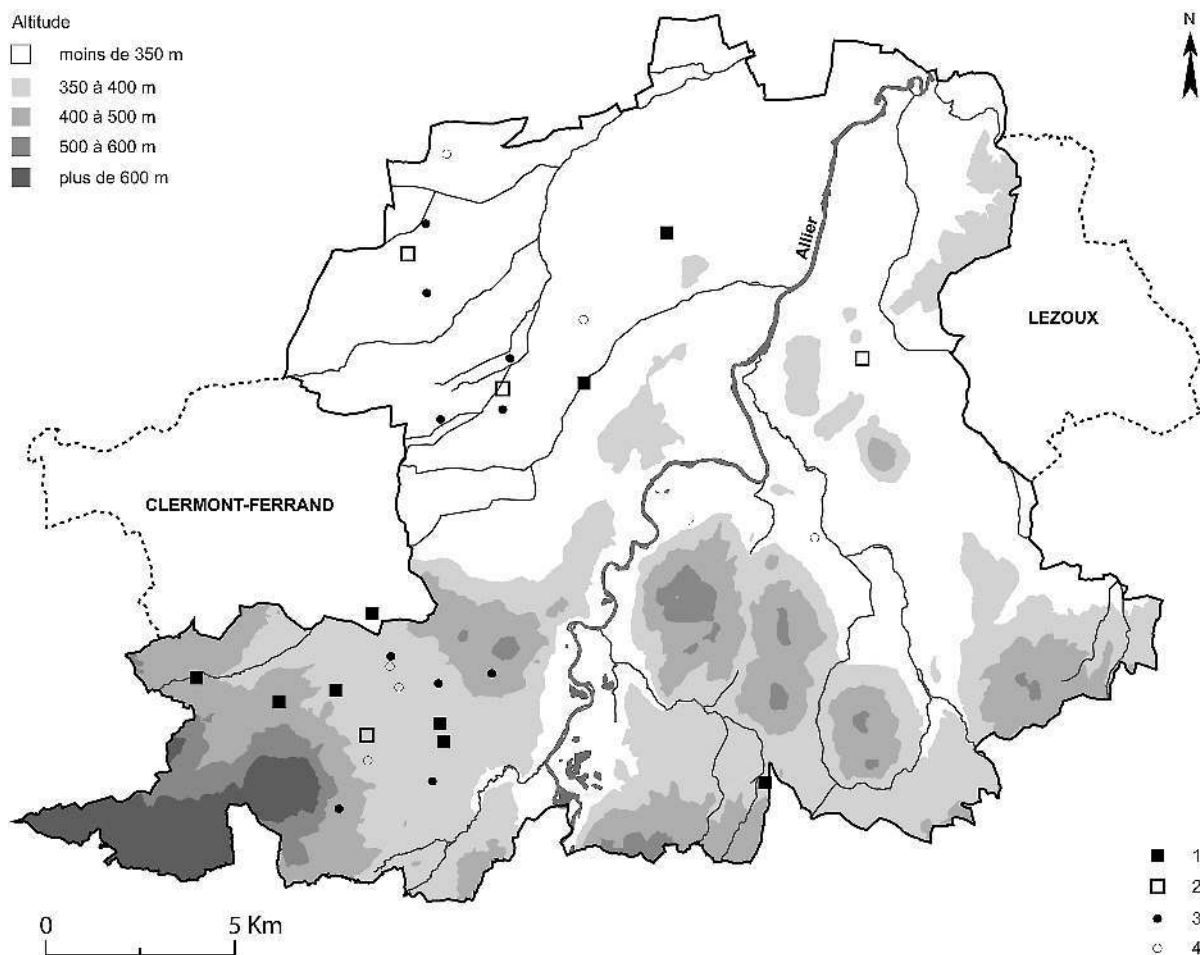 Altitude
moins de 350 m
350 à 400 m
400 à 500 m
500 à 600 m
plus de 600 m
N
Allier
LEZOUX
CLERMONT-FERRAND
0 5 Km
1
2
3
4